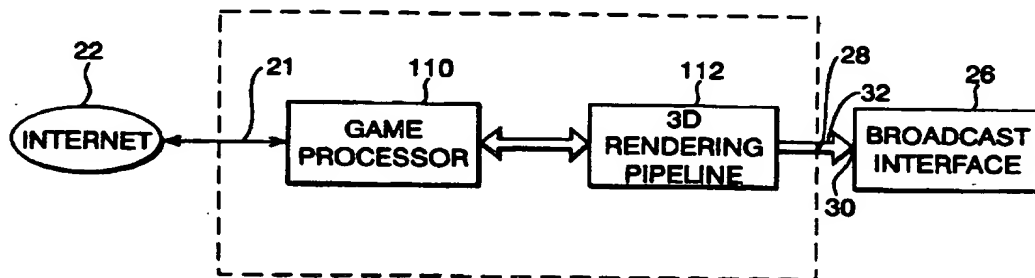 22
INTERNET
21
110
GAME
PROCESSOR
112
3D
RENDERING
PIPELINE
28
32
30
26
BROADCAST
INTERFACE